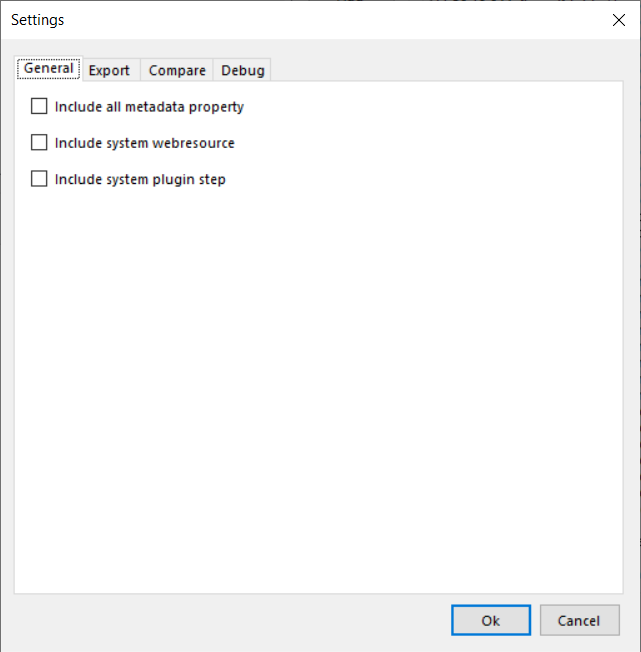 Settings
General Export Compare Debug
Include all metadata property
Include system webresource
Include system plugin step
Ok Cancel